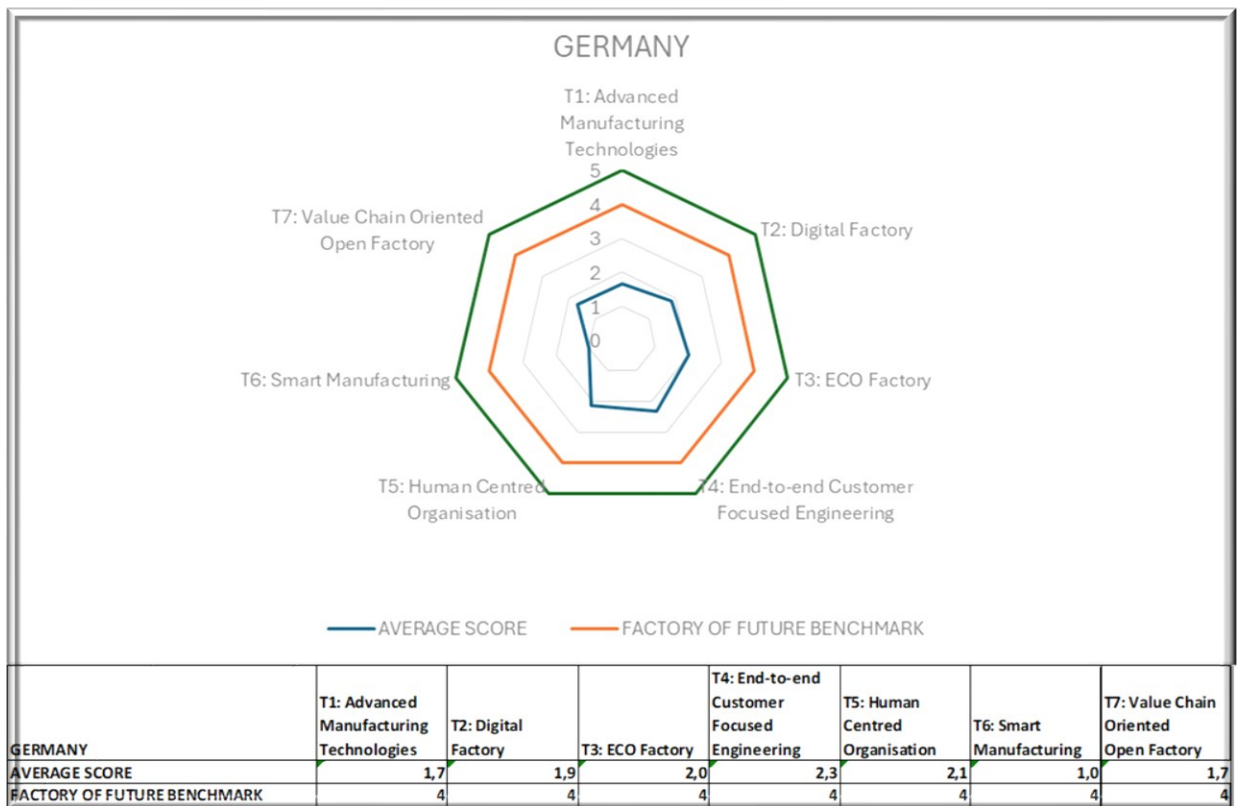 GERMANY
T1: Advanced
Manufacturing
Technologies
5
4
3
2
1
0
T7: Value Chain Oriented
Open Factory
T2: Digital Factory
T6: Smart Manufacturing
T3: ECO Factory
T5: Human Centred
Organisation
T4: End-to-end Customer
Focused Engineering
AVERAGE SCORE
FACTORY OF FUTURE BENCHMARK
GERMANY
T1: Advanced
Manufacturing
Technologies
T2: Digital
Factory
T3: ECO Factory
T4: End-to-end
Customer
Focused
Engineering
T5: Human
Centred
Organisation
T6: Smart
Manufacturing
T7: Value Chain
Oriented
Open Factory
AVERAGE SCORE 1,7 1,9 2,0 2,3 2,1 1,0 1,7
FACTORY OF FUTURE BENCHMARK 4 4 4 4 4 4 4